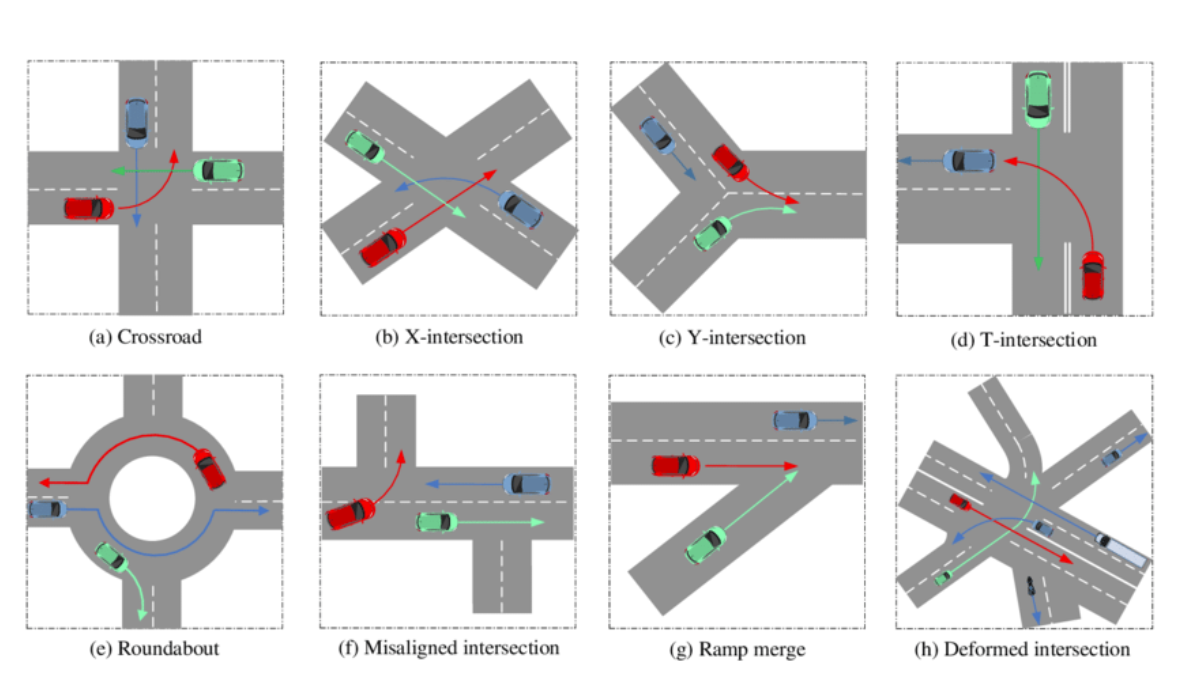 (a) Crossroad
(b) X-intersection
(c) Y-intersection
(d) T-intersection
(e) Roundabout
(f) Misaligned intersection
(g) Ramp merge
(h) Deformed intersection